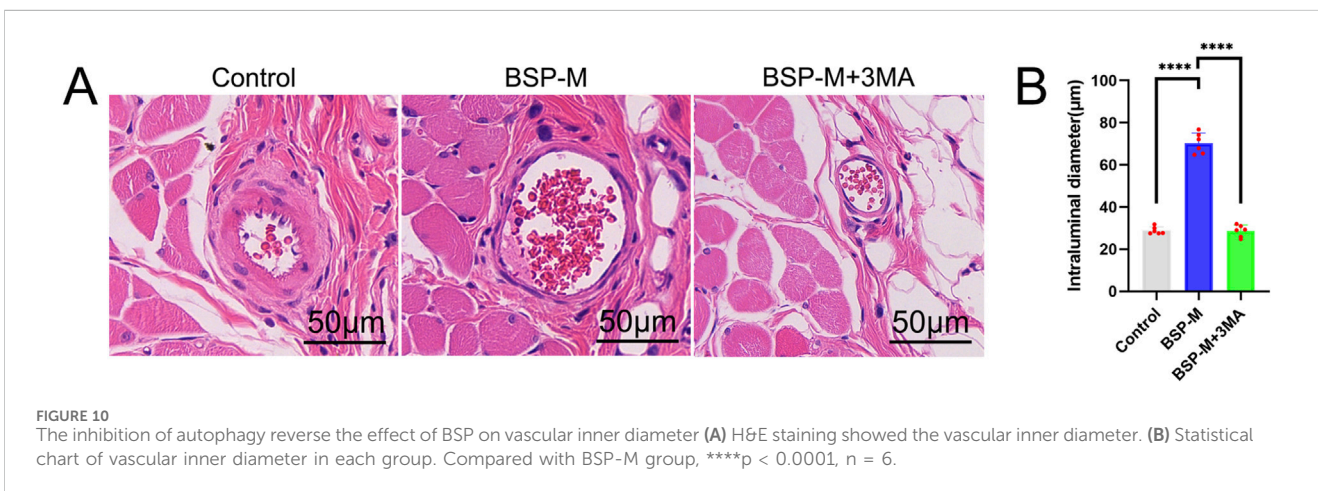 A
Control
BSP-M
BSP-M+3MA
50μm
50μm
50μm
B
****
****
Intraluminal diameter(μm)
100
80
60
40
20
0
Control
BSP-M
BSP-M+3MA
FIGURE 10
The inhibition of autophagy reverse the effect of BSP on vascular inner diameter (A) H&E staining showed the vascular inner diameter. (B) Statistical
chart of vascular inner diameter in each group. Compared with BSP-M group, ****p < 0.0001, n = 6.